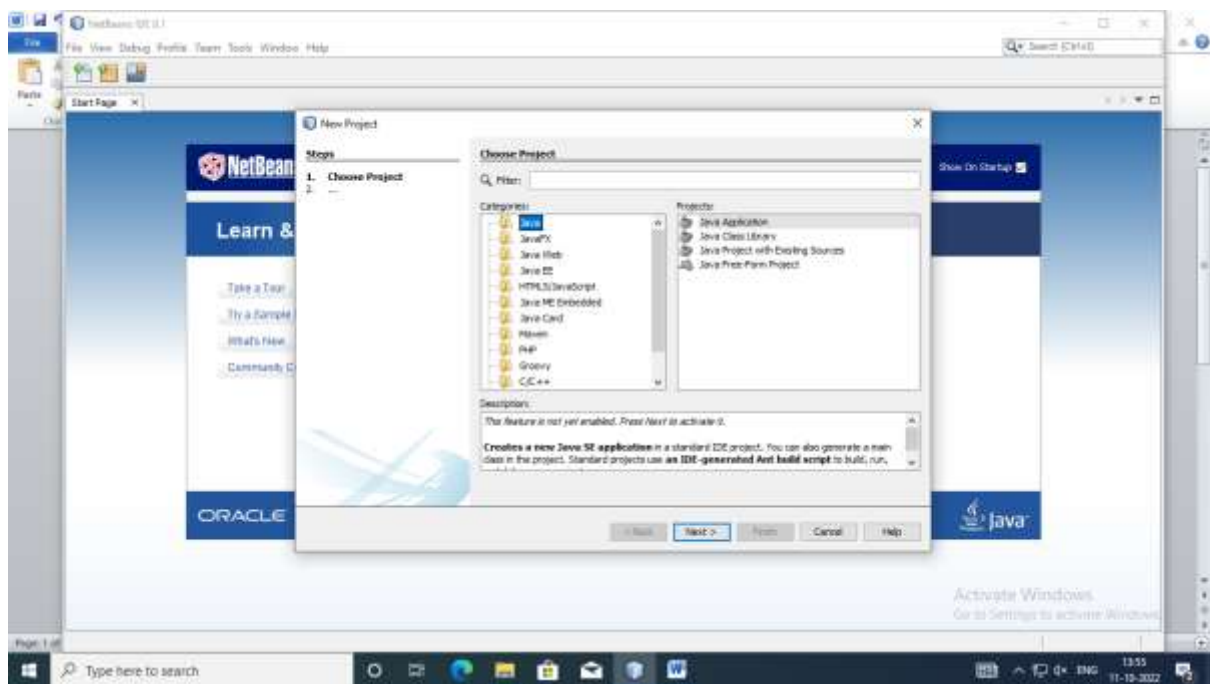 NetBeans IDE 8.1
File
File View Debug Profile Team Tools Window Help
Search (Ctrl+I)
Paste
Start Page
New Project
Steps
1. Choose Project
2. ...
Choose Project
Filter:
Categories:
Java
JavaFX
Java Web
Java EE
HTML5/JavaScript
Java ME Embedded
Java Card
Maven
PHP
Groovy
C/C++
Projects:
Java Application
Java Class Library
Java Project with Existing Sources
Java Free-Form Project
Description:
This feature is not yet enabled. Press Next to activate it.
Creates a new Java SE application in a standard IDE project. You can also generate a main
class in the project. Standard projects use an IDE-generated Ant build script to build, run,
< Back Next > Finish Cancel Help
NetBean
Show On Startup
Learn &
Take a Tour
Try a Sample
What's New
Community C
ORACLE
Java
Activate Windows
Go to Settings to activate Windows
Page: 1 of
Type here to search
ENG
13:55
11-10-2022